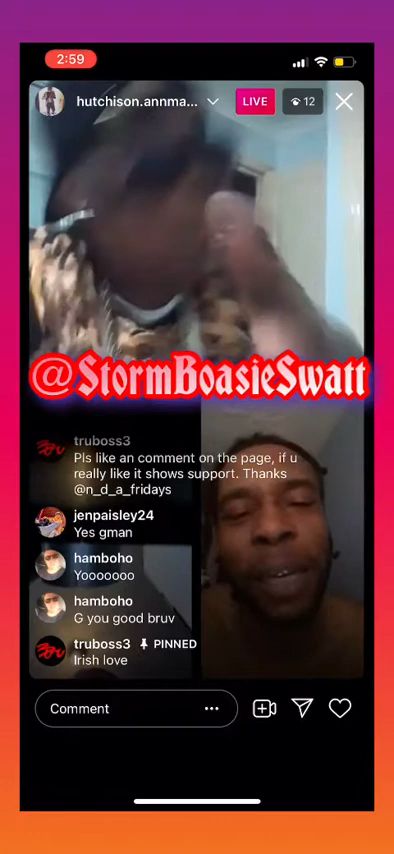 2:59
hutchison.annma...
LIVE
12
@StormBoasieSwatt
truboss3
Pls like an comment on the page, if u
really like it shows support. Thanks
@n_d_a_fridays
jenpaisley24
Yes gman
hamboho
Yooooooo
hamboho
G you good bruv
truboss3 PINNED
Irish love
Comment